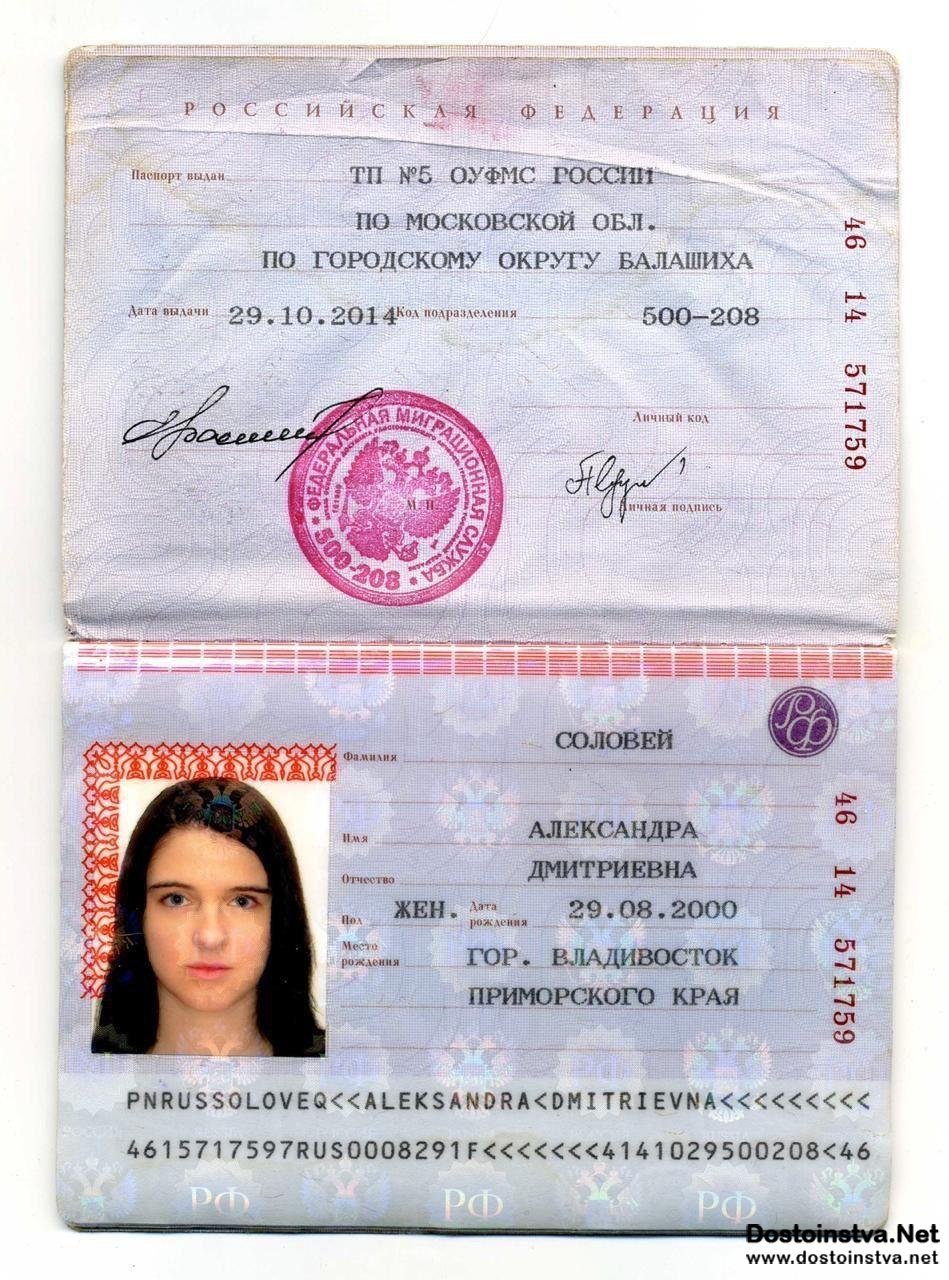 РОССИЙСКАЯ ФЕДЕРАЦИЯ
Паспорт выдан ТП №5 ОУФМС РОССИИ
ПО МОСКОВСКОЙ ОБЛ.
ПО ГОРОДСКОМУ ОКРУГУ БАЛАШИХА
Дата выдачи 29.10.2014 Код подразделения 500-208
46 14 571759
Личный код
ФЕДЕРАЛЬНАЯ МИГРАЦИОННАЯ СЛУЖБА
500-208
М. П.
Личная подпись
РФ
Фамилия СОЛОВЕЙ
Имя АЛЕКСАНДРА
Отчество ДМИТРИЕВНА
Пол ЖЕН. Дата рождения 29.08.2000
Место рождения ГОР. ВЛАДИВОСТОК
ПРИМОРСКОГО КРАЯ
46 14 571759
PNRUSSOLOVEQ<<ALEKSANDRA<DMITRIEVNA<<<<<<<<<
4615717597RUS0008291F<<<<<<<4141029500208<46
РФ РФ РФ
Dostoinstva.Net
www.dostoinstva.net